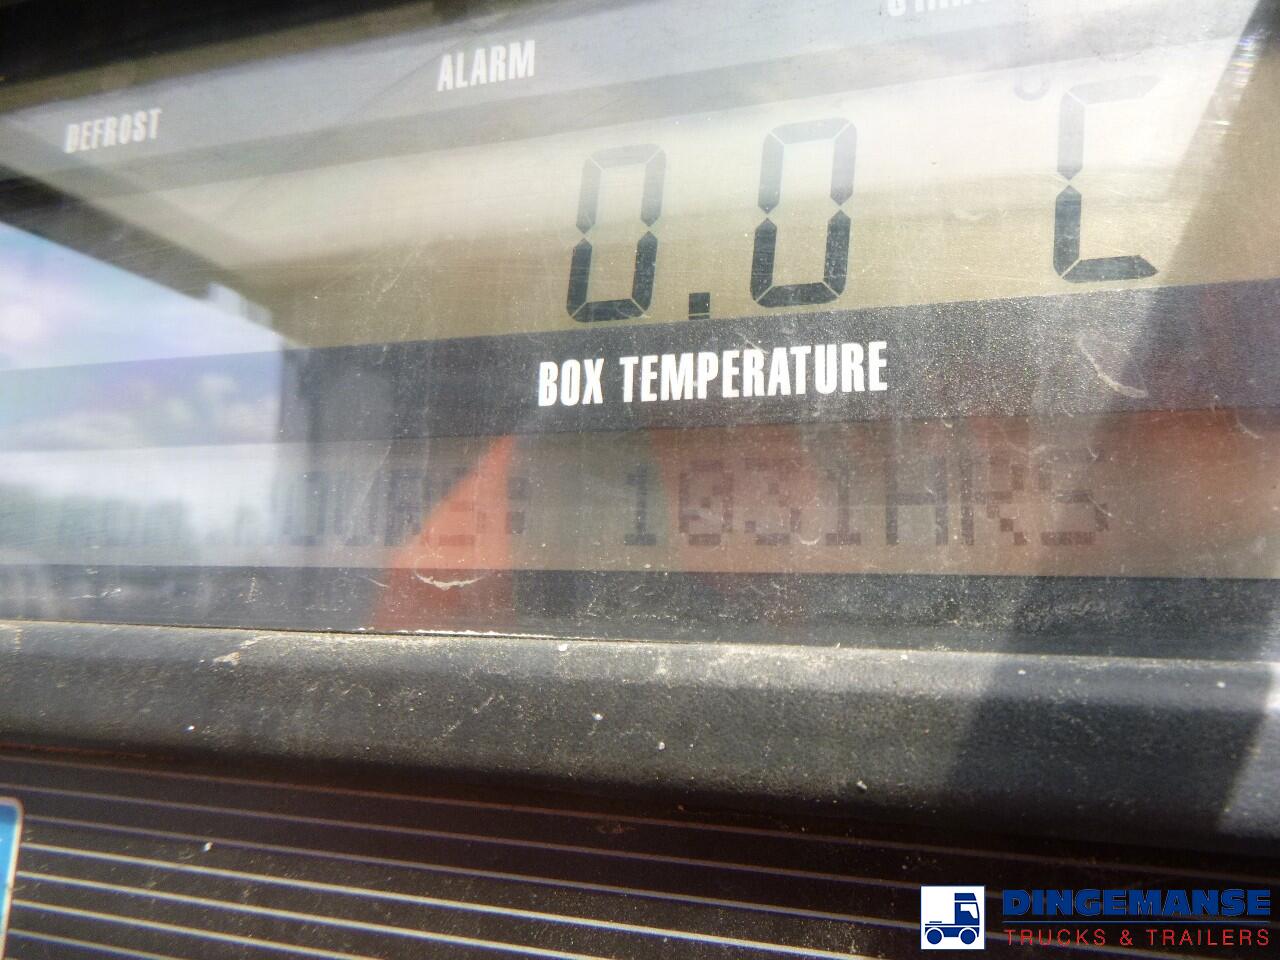 ALARM
DEFROST
0.0 °C
BOX TEMPERATURE
HRS
DINGEMANSE
TRUCKS & TRAILERS